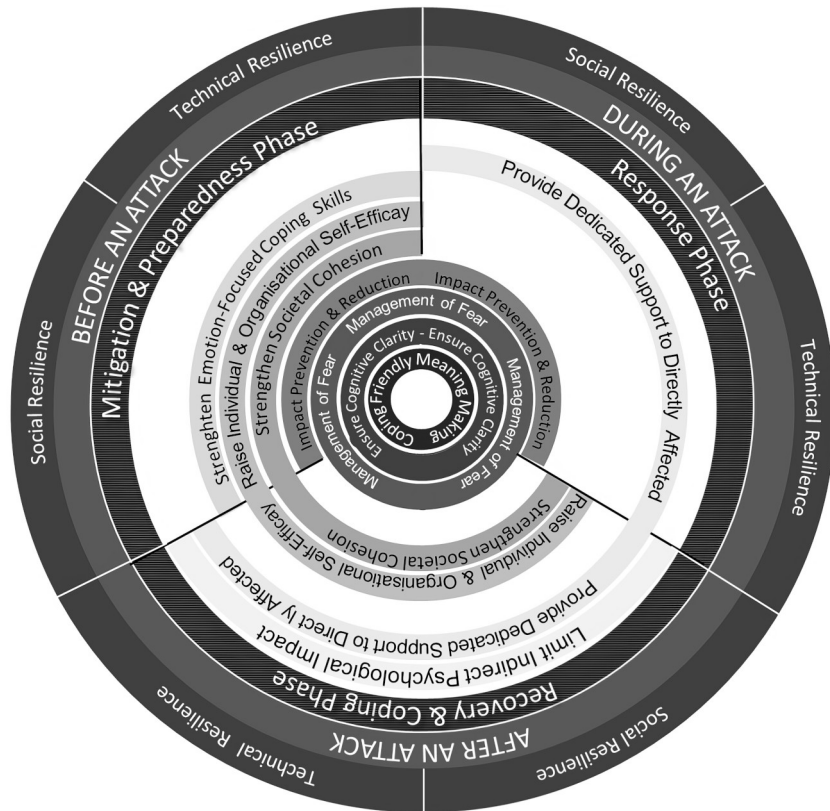 Technical Resilience
Social Resilience
BEFORE AN ATTACK
Mitigation & Preparedness Phase
Strenghten Emotion-Focused Coping Skills
Raise Individual & Organisational Self-Efficay
Strengthen Societal Cohesion
Impact Prevention & Reduction
Social Resilience
Technical Resilience
DURING AN ATTACK
Response Phase
Provide Dedicated Support to Directly Affected
Impact Prevention & Reduction
Management of Fear
Management of Fear
Management of Fear
Ensure Cognitive Clarity - Ensure Cognitive Clarity
Coping Friendly Meaning Making
Raise Individual & Organisational Self-Efficay
Strengthen Societal Cohesion
Provide Dedicated Support to Direct ly Affected
Limit Indirect Psychological Impact
Recovery & Coping Phase
AFTER AN ATTACK
Social Resilience
Technical Resilience